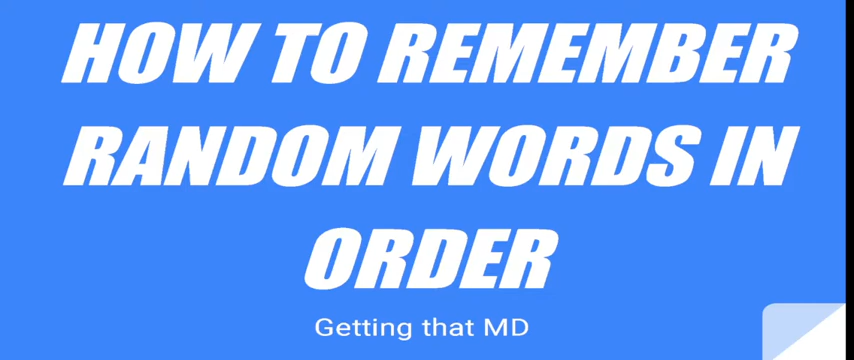 HOW TO REMEMBER
RANDOM WORDS IN
ORDER
Getting that MD